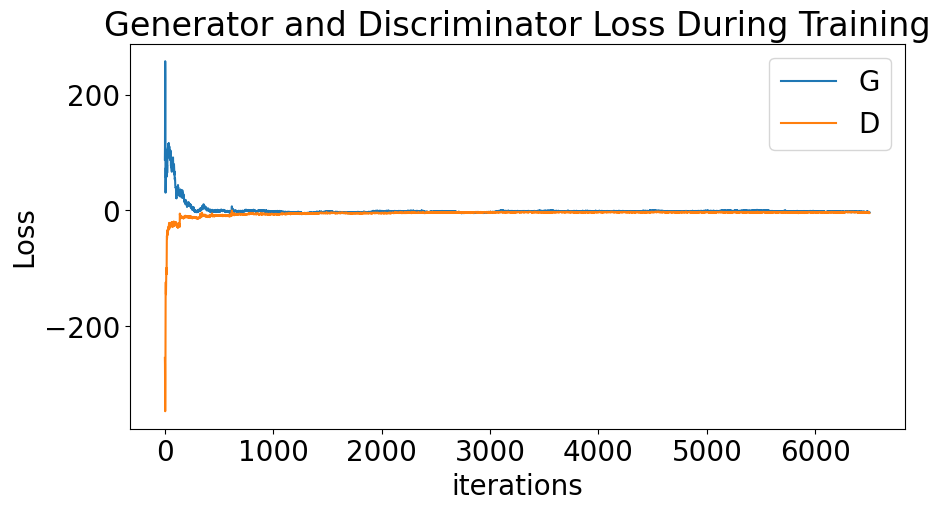 Generator and Discriminator Loss During Training
G
D
200
0
−200
Loss
0 1000 2000 3000 4000 5000 6000
iterations